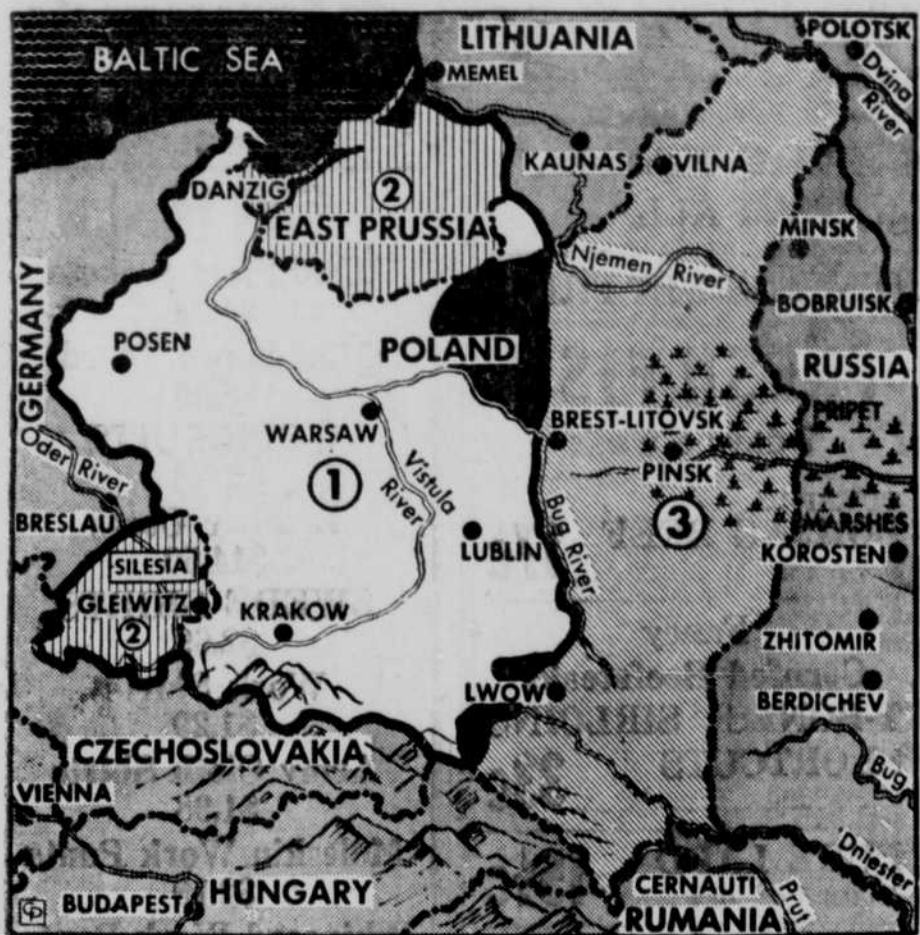 BALTIC SEA
LITHUANIA
POLOTSK
MEMEL
Dvina
River
DANZIG
KAUNAS
VILNA
2
EAST PRUSSIA
MINSK
Njemen River
BOBRUISK
GERMANY
POSEN
POLAND
RUSSIA
PRIPET
BREST-LITOVSK
WARSAW
PINSK
1
Vistula
River
3
Oder River
BRESLAU
MARSHES
LUBLIN
Bug River
KOROSTEN
SILESIA
GLEIWITZ
2
KRAKOW
ZHITOMIR
LWOW
BERDICHEV
CZECHOSLOVAKIA
Bug
VIENNA
HUNGARY
Dniester
CERNAUTI
Prut
BUDAPEST
RUMANIA